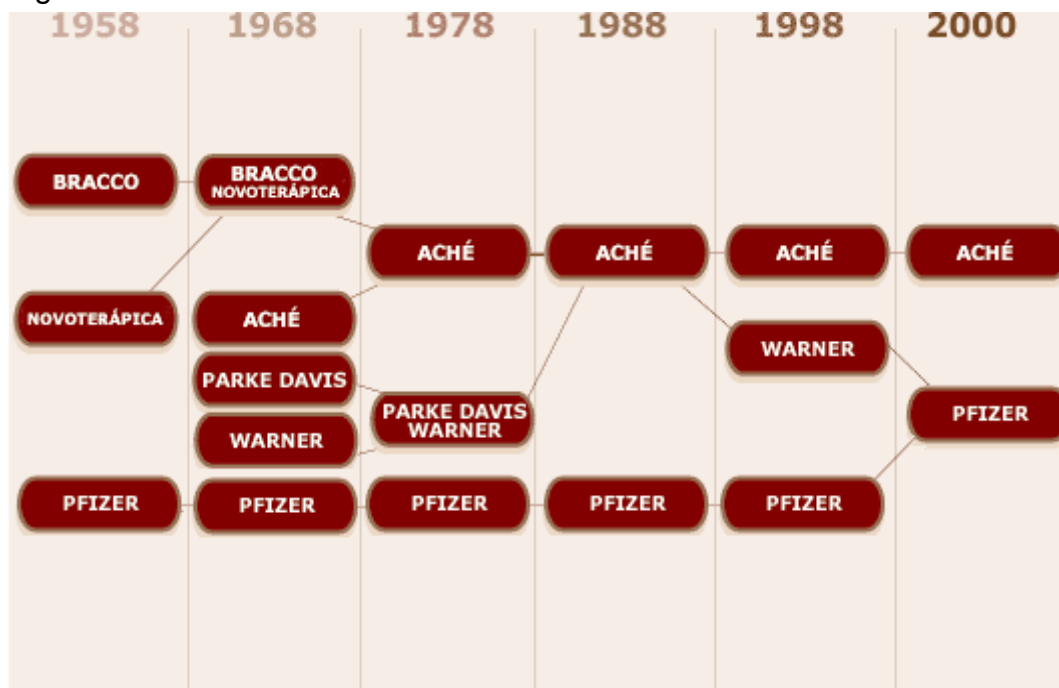 1958 1968 1978 1988 1998 2000
BRACCO
BRACCO
NOVOTERÁPICA
ACHÉ ACHÉ ACHÉ ACHÉ
NOVOTERÁPICA ACHÉ
WARNER
PARKE DAVIS
PARKE DAVIS
WARNER
PFIZER
WARNER
PFIZER PFIZER PFIZER PFIZER PFIZER